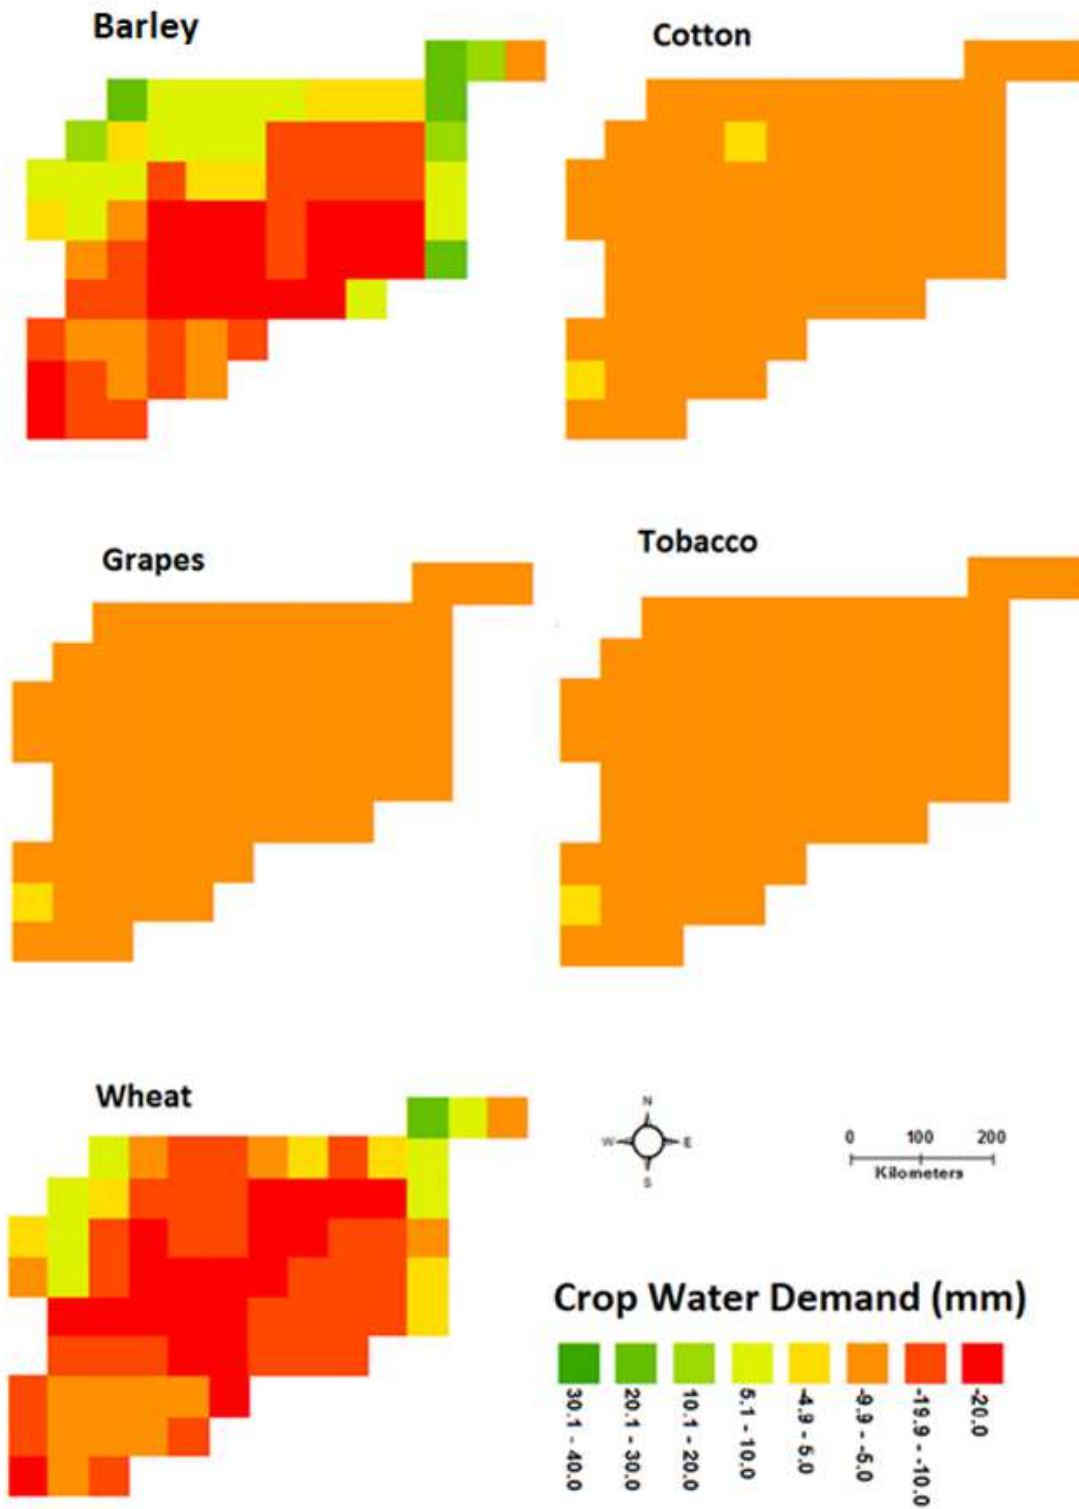 Barley
Cotton
Grapes
Tobacco
Wheat
N
W
E
S
0 100 200
Kilometers
Crop Water Demand (mm)
30.1 - 40.0
20.1 - 30.0
10.1 - 20.0
5.1 - 10.0
-4.9 - 5.0
-9.9 - -5.0
-19.9 - -10.0
-20.0